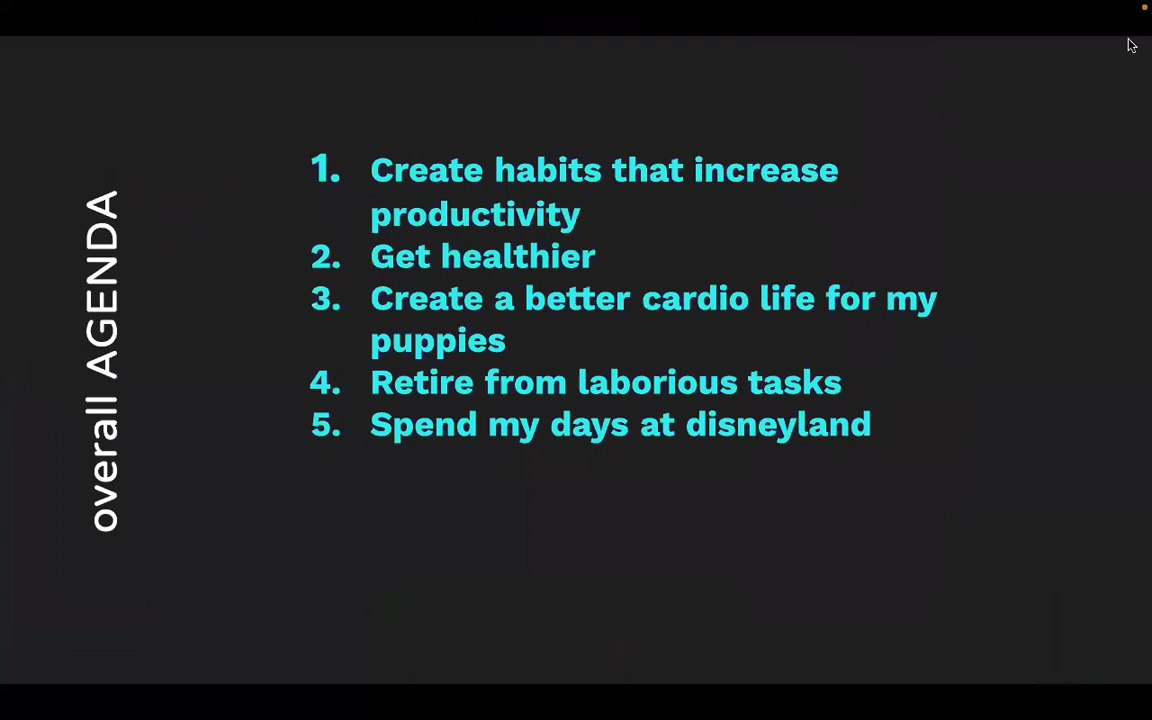 overall AGENDA
1. Create habits that increase
productivity
2. Get healthier
3. Create a better cardio life for my
puppies
4. Retire from laborious tasks
5. Spend my days at disneyland